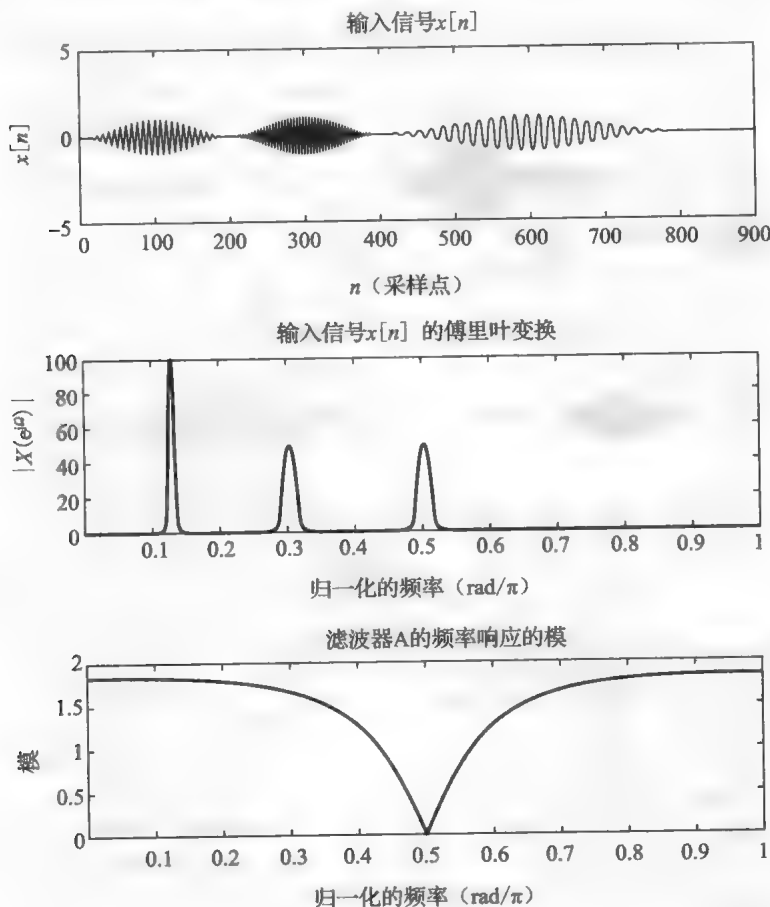 输入信号x[n]
5
0
-5
x[n]
0 100 200 300 400 500 600 700 800 900
n（采样点）
输入信号x[n] 的傅里叶变换
100
80
60
40
20
0
|X(e^{jΩ})|
0.1 0.2 0.3 0.4 0.5 0.6 0.7 0.8 0.9 1
归一化的频率（rad/π）
滤波器A的频率响应的模
2
1.5
1
0.5
0
模
0.1 0.2 0.3 0.4 0.5 0.6 0.7 0.8 0.9 1
归一化的频率（rad/π）